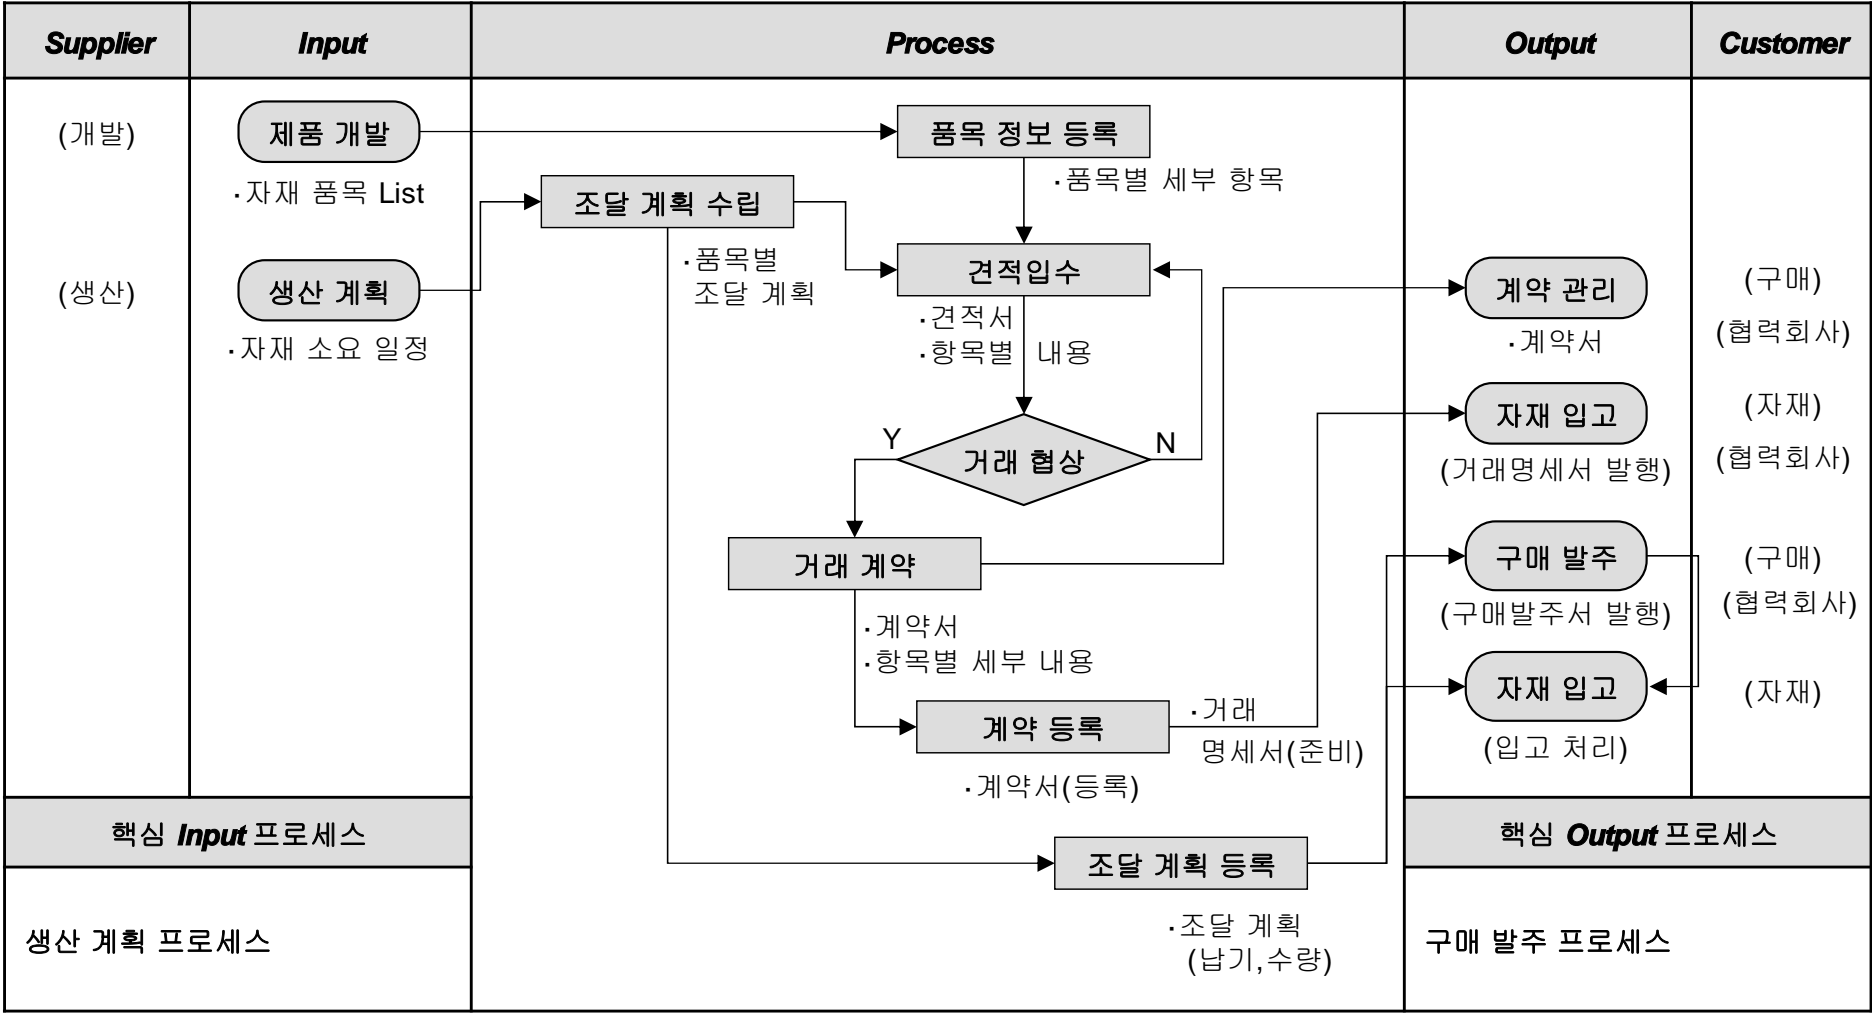 Supplier
Input
Process
Output
Customer
(개발)
제품 개발
·자재 품목 List
(생산)
생산 계획
·자재 소요 일정
품목 정보 등록
·품목별 세부 항목
조달 계획 수립
·품목별
조달 계획
견적입수
·견적서
·항목별 내용
거래 협상
Y
N
거래 계약
·계약서
·항목별 세부 내용
계약 등록
·계약서(등록)
·거래
명세서(준비)
조달 계획 등록
·조달 계획
(납기,수량)
계약 관리
·계약서
(구매)
(협력회사)
자재 입고
(거래명세서 발행)
(자재)
(협력회사)
구매 발주
(구매발주서 발행)
(구매)
(협력회사)
자재 입고
(입고 처리)
(자재)
핵심 Input 프로세스
생산 계획 프로세스
핵심 Output 프로세스
구매 발주 프로세스